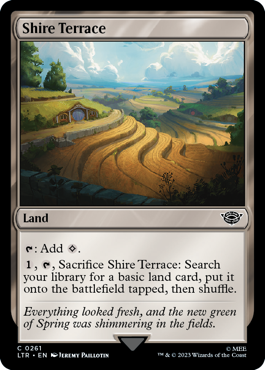 Shire Terrace
Land
: Add .
1, , Sacrifice Shire Terrace: Search
your library for a basic land card, put it
onto the battlefield tapped, then shuffle.
Everything looked fresh, and the new green
of Spring was shimmering in the fields.
C 0261
LTR • EN JEREMY PAILLOTIN
© MEE
™ & © 2023 Wizards of the Coast